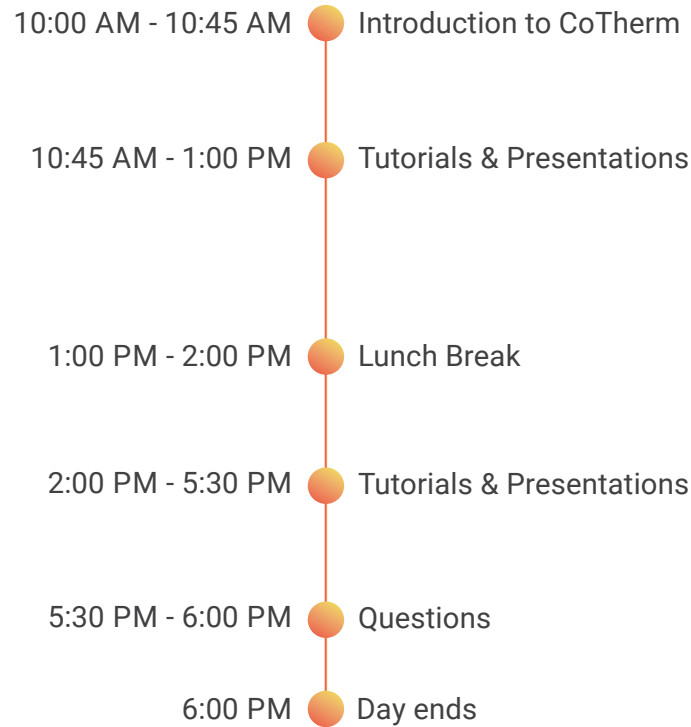 10:00 AM - 10:45 AM Introduction to CoTherm
10:45 AM - 1:00 PM Tutorials & Presentations
1:00 PM - 2:00 PM Lunch Break
2:00 PM - 5:30 PM Tutorials & Presentations
5:30 PM - 6:00 PM Questions
6:00 PM Day ends